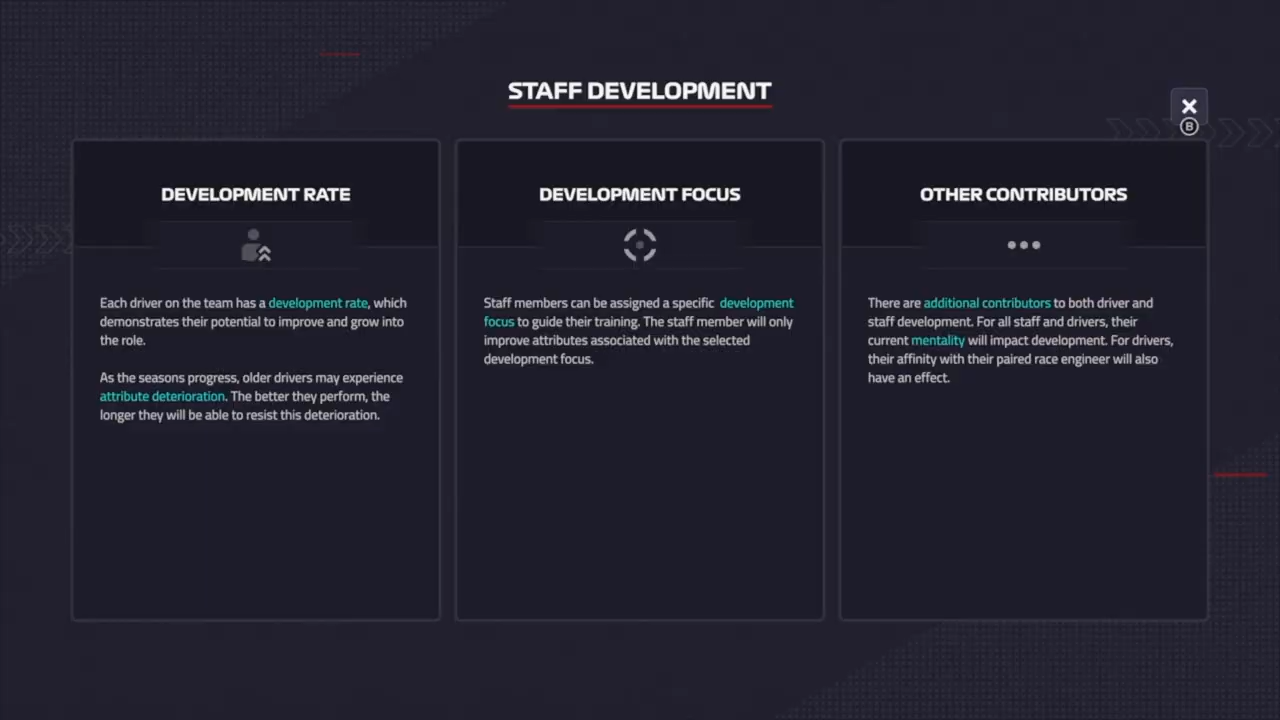 STAFF DEVELOPMENT
B
DEVELOPMENT RATE
Each driver on the team has a development rate, which
demonstrates their potential to improve and grow into
the role.
As the seasons progress, older drivers may experience
attribute deterioration. The better they perform, the
longer they will be able to resist this deterioration.
DEVELOPMENT FOCUS
Staff members can be assigned a specific development
focus to guide their training. The staff member will only
improve attributes associated with the selected
development focus.
OTHER CONTRIBUTORS
There are additional contributors to both driver and
staff development. For all staff and drivers, their
current mentality will impact development. For drivers,
their affinity with their paired race engineer will also
have an effect.